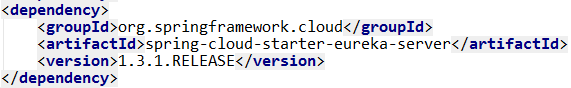 <dependency>
    <groupId>org.springframework.cloud</groupId>
    <artifactId>spring-cloud-starter-eureka-server</artifactId>
    <version>1.3.1.RELEASE</version>
</dependency>